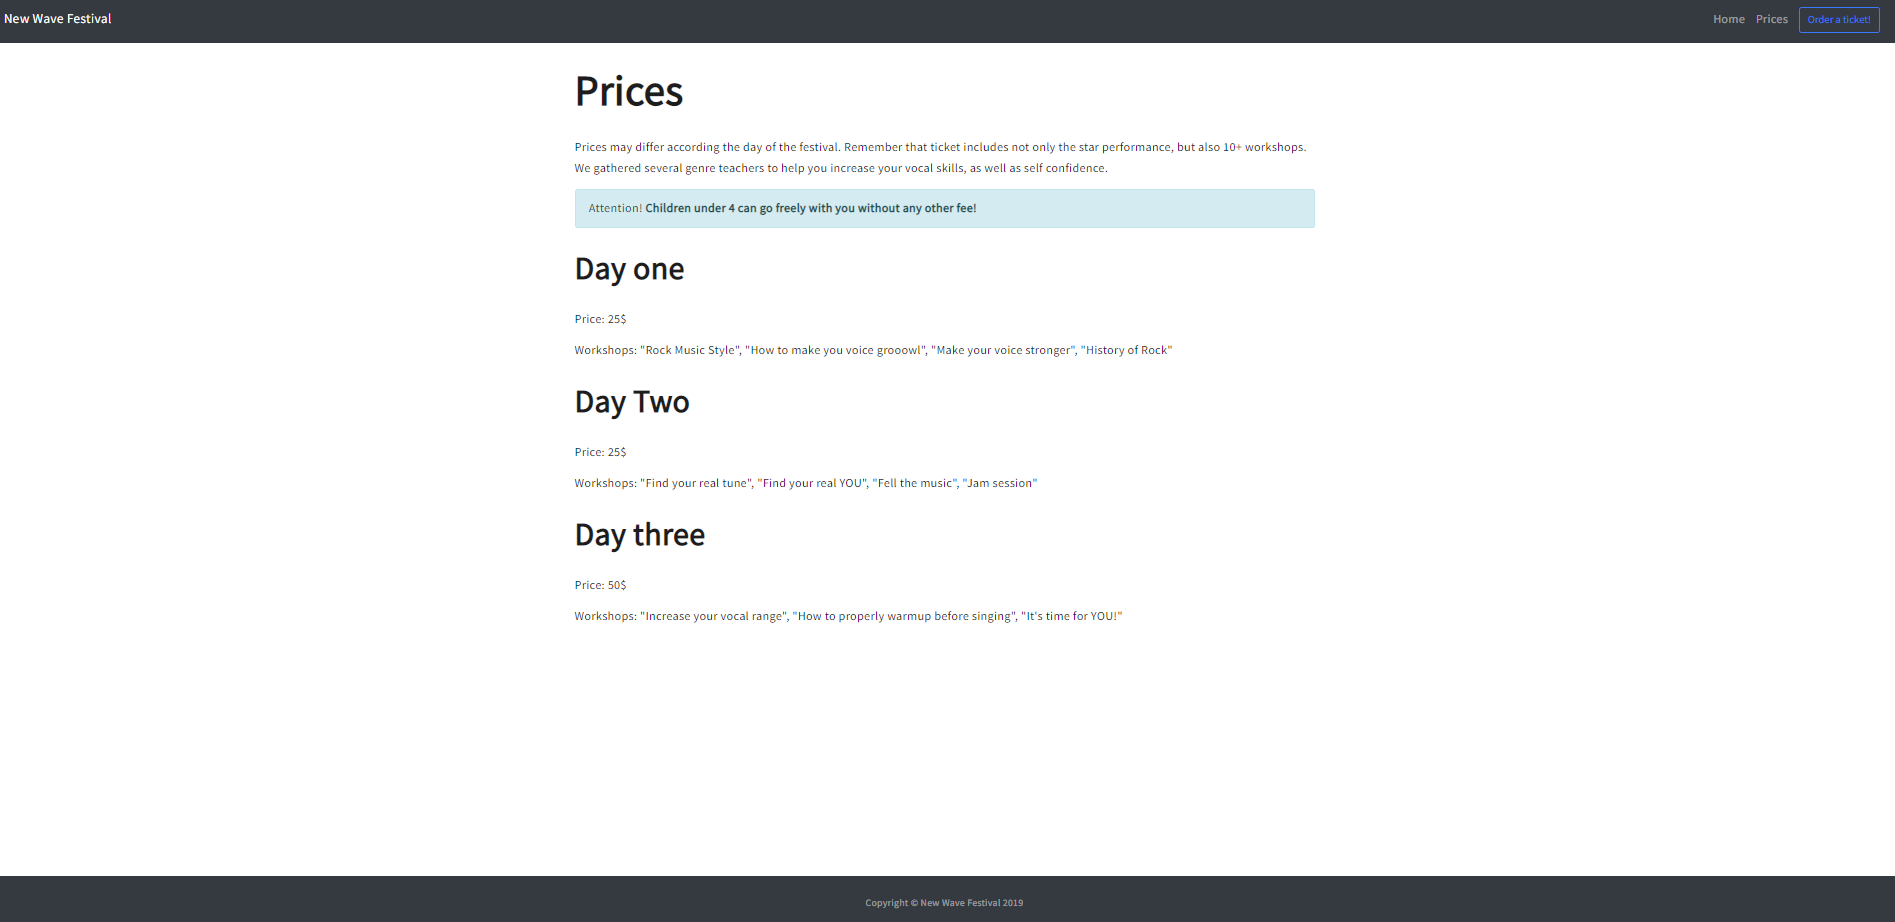 New Wave Festival
Home Prices Order a ticket!
Prices
Prices may differ according the day of the festival. Remember that ticket includes not only the star performance, but also 10+ workshops.
We gathered several genre teachers to help you increase your vocal skills, as well as self confidence.
Attention! Children under 4 can go freely with you without any other fee!
Day one
Price: 25$
Workshops: "Rock Music Style", "How to make you voice grooowl", "Make your voice stronger", "History of Rock"
Day Two
Price: 25$
Workshops: "Find your real tune", "Find your real YOU", "Fell the music", "Jam session"
Day three
Price: 50$
Workshops: "Increase your vocal range", "How to properly warmup before singing", "It's time for YOU!"
Copyright © New Wave Festival 2019